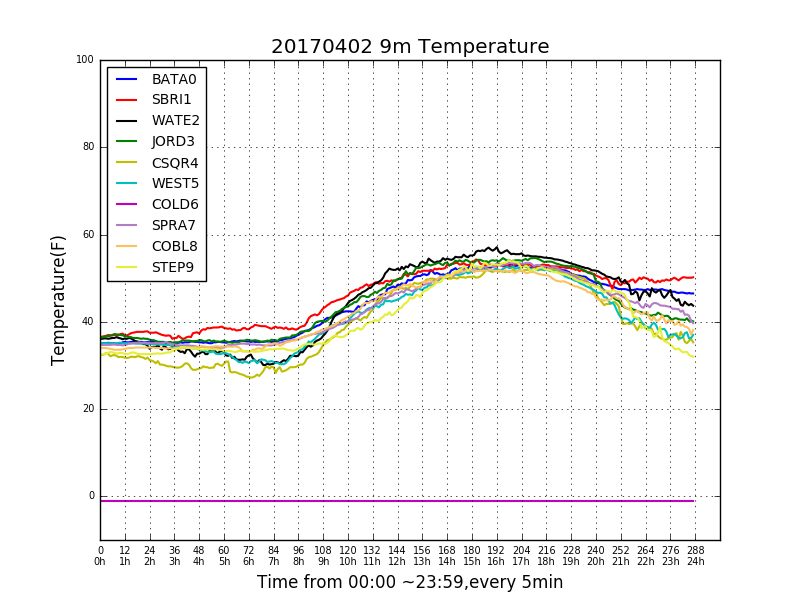 20170402 9m Temperature
100
80
60
40
20
0
Temperature(F)
BATA0
SBRI1
WATE2
JORD3
CSQR4
WEST5
COLD6
SPRA7
COBL8
STEP9
0 12 24 36 48 60 72 84 96 108 120 132 144 156 168 180 192 204 216 228 240 252 264 276 288
0h 1h 2h 3h 4h 5h 6h 7h 8h 9h 10h 11h 12h 13h 14h 15h 16h 17h 18h 19h 20h 21h 22h 23h 24h
Time from 00:00 ~23:59,every 5min